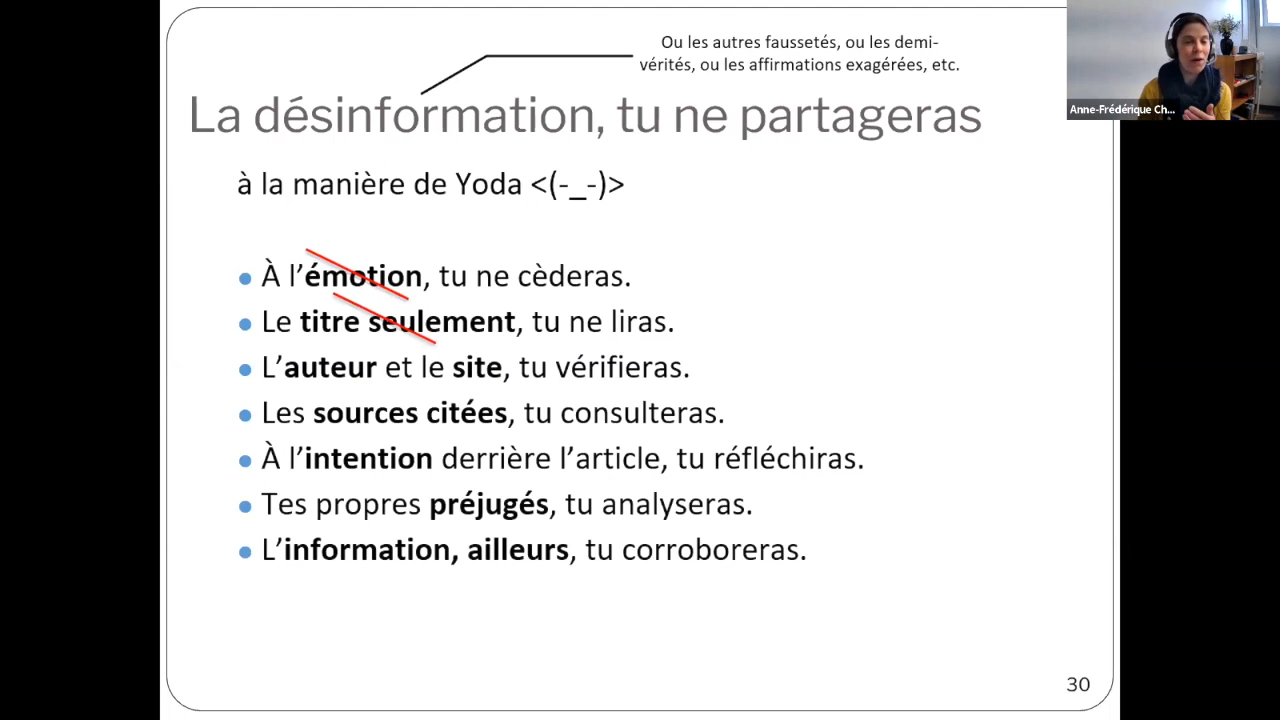 Ou les autres faussetés, ou les demi-
vérités, ou les affirmations exagérées, etc.
La désinformation, tu ne partageras
à la manière de Yoda <(-_-)>
À l’émotion, tu ne cèderas.
Le titre seulement, tu ne liras.
L’auteur et le site, tu vérifieras.
Les sources citées, tu consulteras.
À l’intention derrière l’article, tu réfléchiras.
Tes propres préjugés, tu analyseras.
L’information, ailleurs, tu corroboreras.
30
Anne-Frédérique Ch...